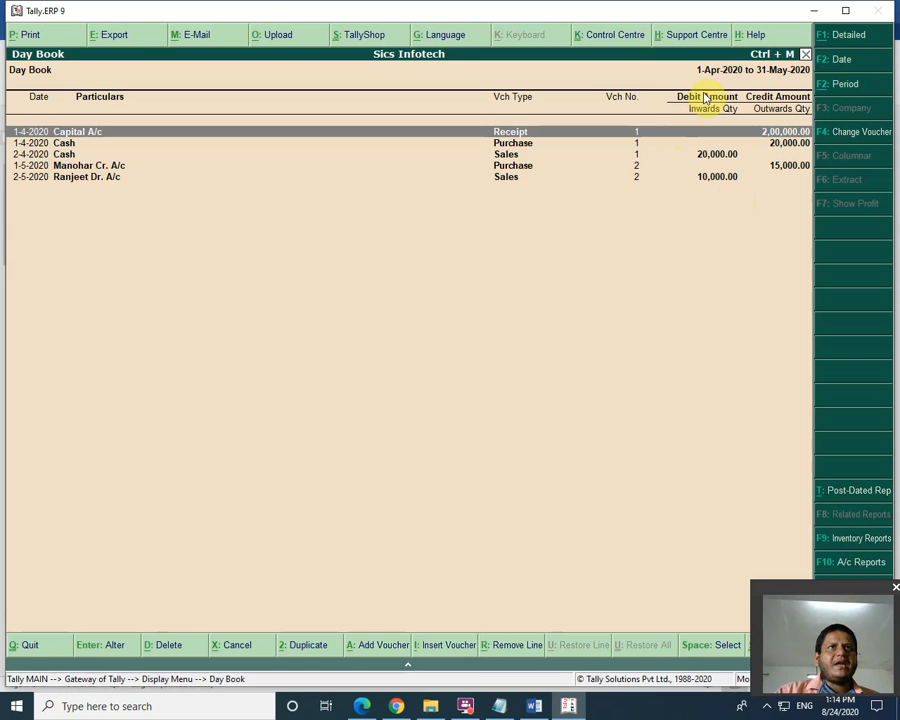 Tally.ERP 9
P: Print E: Export M: E-Mail O: Upload S: TallyShop G: Language K: Keyboard K: Control Centre H: Support Centre H: Help
F1: Detailed
Day Book Sics Infotech Ctrl + M
F2: Date
Day Book 1-Apr-2020 to 31-May-2020
F2: Period
Date Particulars Vch Type Vch No. Debit Amount Credit Amount
Inwards Qty Outwards Qty
F3: Company
1-4-2020 Capital A/c Receipt 1 2,00,000.00
F4: Change Voucher
1-4-2020 Cash Purchase 1 20,000.00
2-4-2020 Cash Sales 1 20,000.00
F5: Columnar
1-5-2020 Manohar Cr. A/c Purchase 2 15,000.00
2-5-2020 Ranjeet Dr. A/c Sales 2 10,000.00
F6: Extract
F7: Show Profit
T: Post-Dated Rep
F8: Related Reports
F9: Inventory Reports
F10: A/c Reports
Q: Quit Enter: Alter D: Delete X: Cancel 2: Duplicate A: Add Voucher I: Insert Voucher R: Remove Line U: Restore Line U: Restore All Space: Select
Tally MAIN --> Gateway of Tally --> Display Menu --> Day Book © Tally Solutions Pvt Ltd., 1988-2020 Mo
Type here to search
ENG
1:14 PM
8/24/2020